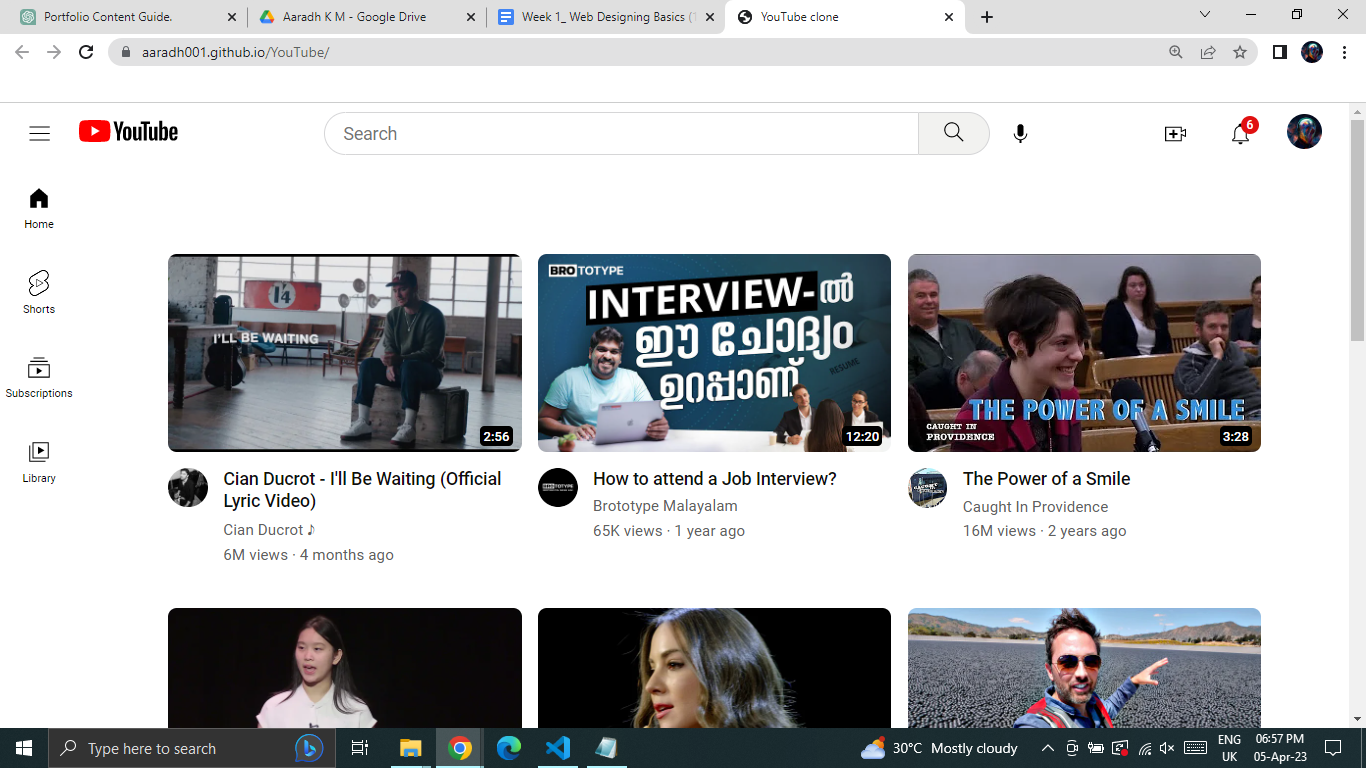 Portfolio Content Guide.
Aaradh K M - Google Drive
Week 1_ Web Designing Basics (1
YouTube clone
aaradh001.github.io/YouTube/
YouTube
Search
6
Home
Shorts
Subscriptions
Library
1'4
I'LL BE WAITING
2:56
BROTOTYPE
INTERVIEW-ൽ
ഈ ചോദ്യം
ഉറപ്പാണ്
RESUME
12:20
THE POWER OF A SMILE
CAUGHT IN
PROVIDENCE
3:28
Cian Ducrot - I'll Be Waiting (Official
Lyric Video)
Cian Ducrot ♪
6M views · 4 months ago
BROTOTYPE
How to attend a Job Interview?
Brototype Malayalam
65K views · 1 year ago
The Power of a Smile
Caught In Providence
16M views · 2 years ago
Type here to search
30°C Mostly cloudy
ENG
UK
06:57 PM
05-Apr-23